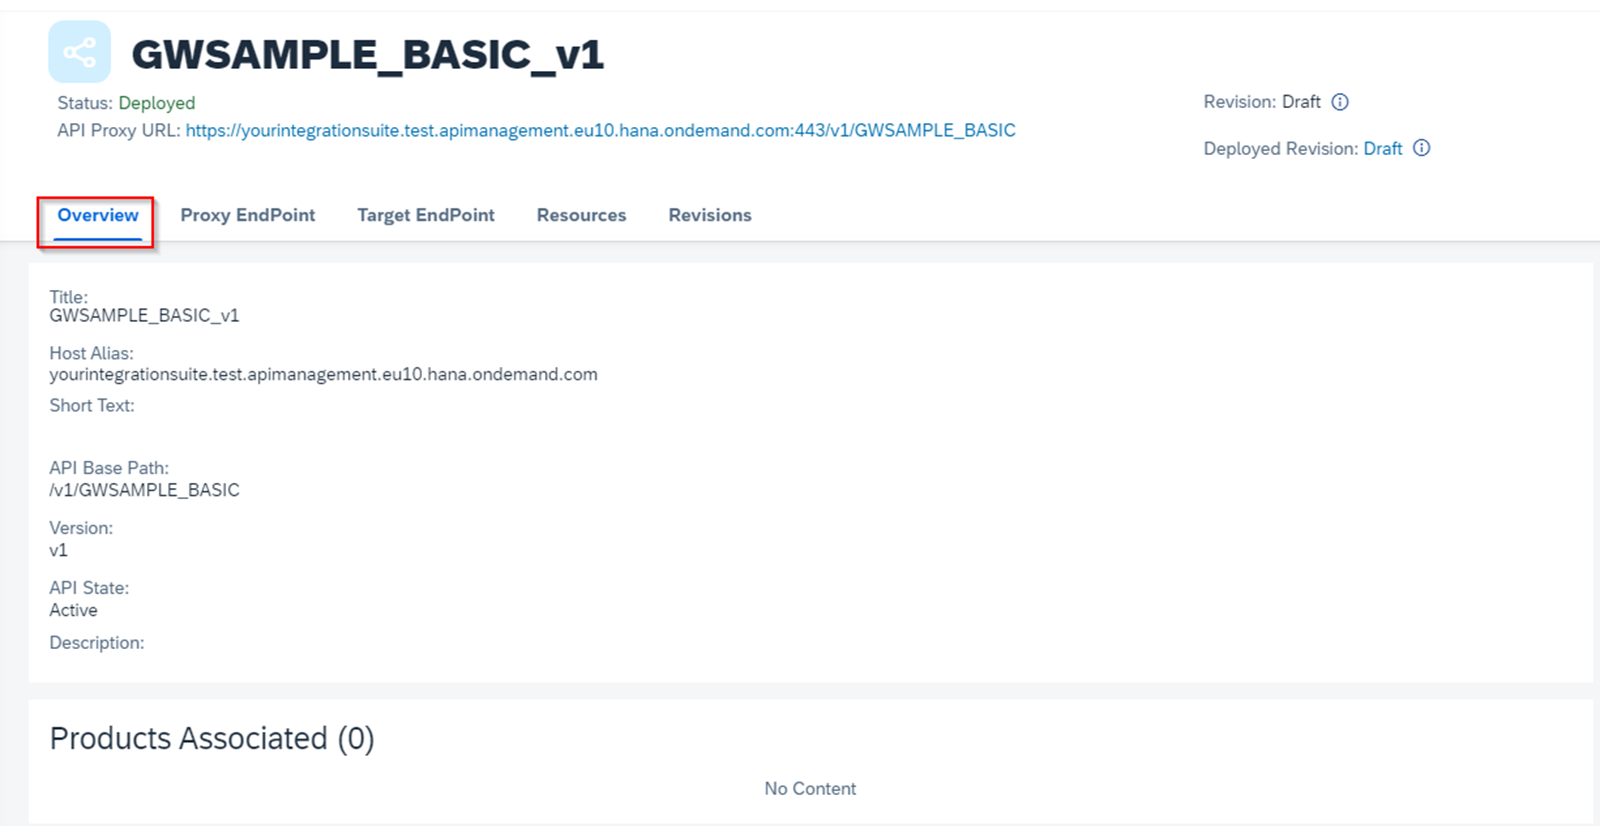 GWSAMPLE_BASIC_v1
Status: Deployed
API Proxy URL: https://yourintegrationsuite.test.apimanagement.eu10.hana.ondemand.com:443/v1/GWSAMPLE_BASIC
Revision: Draft
Deployed Revision: Draft
Overview Proxy EndPoint Target EndPoint Resources Revisions
Title:
GWSAMPLE_BASIC_v1
Host Alias:
yourintegrationsuite.test.apimanagement.eu10.hana.ondemand.com
Short Text:
API Base Path:
/v1/GWSAMPLE_BASIC
Version:
v1
API State:
Active
Description:
Products Associated (0)
No Content